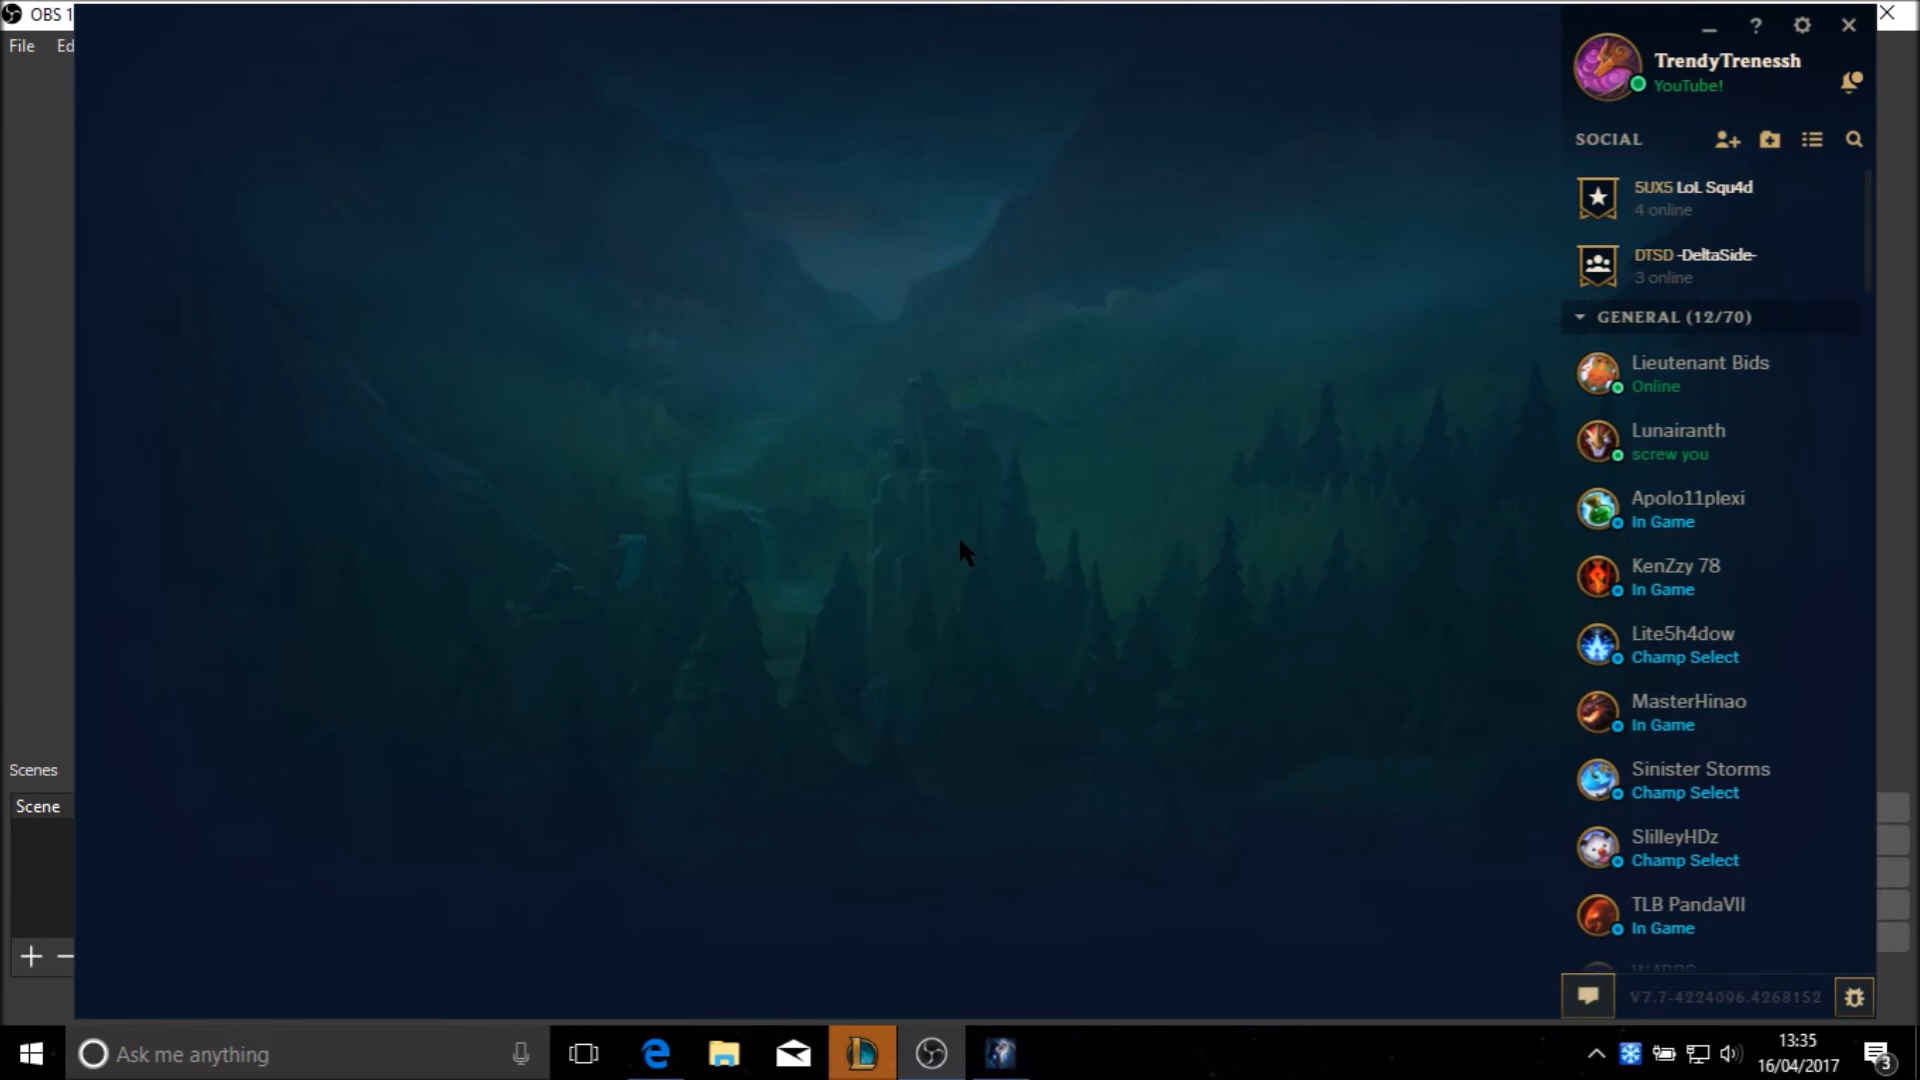 OBS 1
File Ed
?
TrendyTrenessh
YouTube!
SOCIAL
5UX5 LoL Squ4d
4 online
DTSD -DeltaSide-
3 online
GENERAL (12/70)
Lieutenant Bids
Online
Lunairanth
screw you
Apolo11plexi
In Game
KenZzy 78
In Game
Lite5h4dow
Champ Select
MasterHinao
In Game
Sinister Storms
Champ Select
SlilleyHDz
Champ Select
TLB PandaVII
In Game
V7.7-4224096.4268152
Scenes
Scene
Ask me anything
13:35
16/04/2017
3